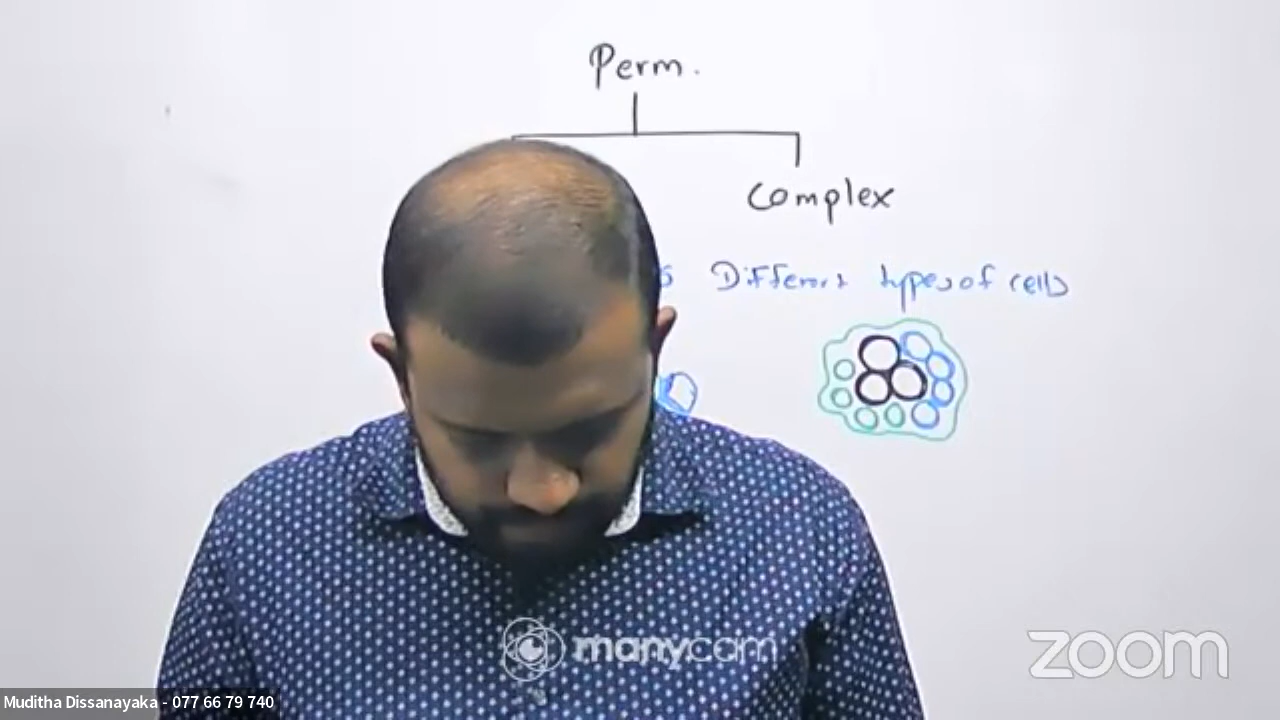 Perm.
Complex
Different types of cells
manycam
zoom
Muditha Dissanayaka - 077 66 79 740